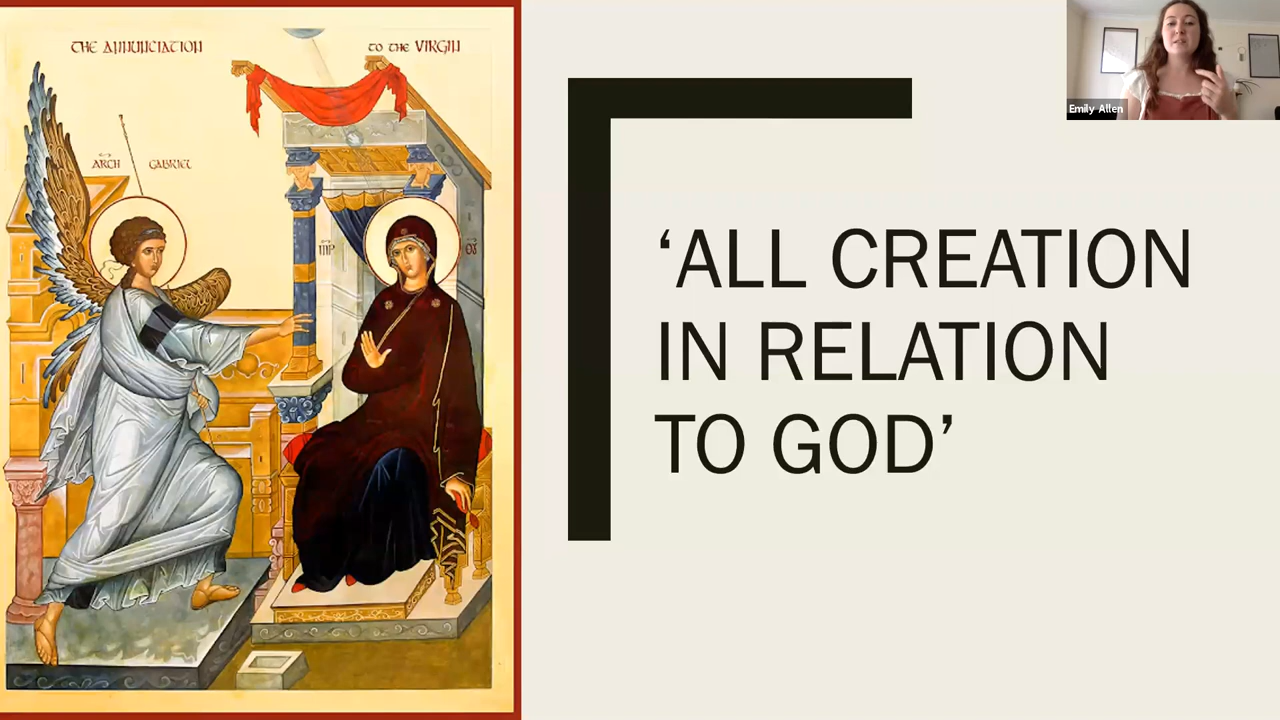 THE ANNUNCIATION
to the VIRGIN
ARCH GABRIEL
Emily Allen
‘ALL CREATION
IN RELATION
TO GOD’